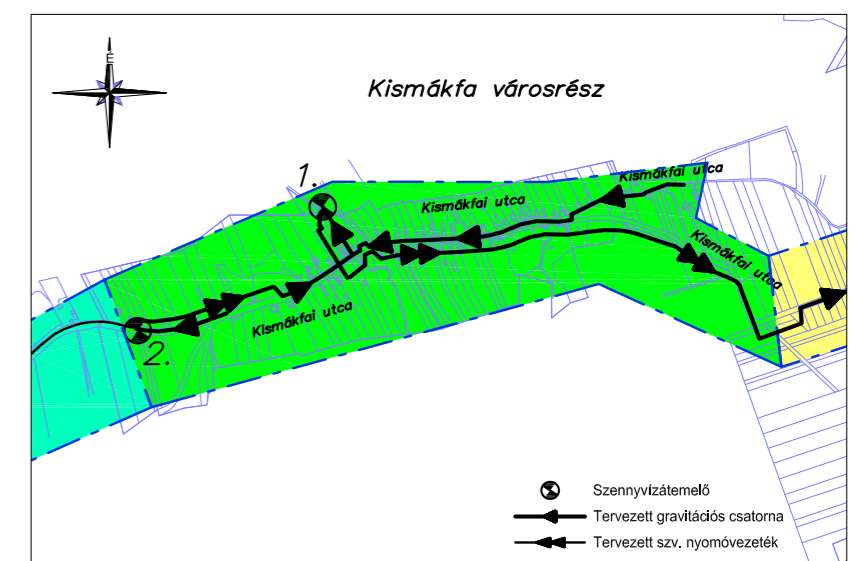 É
Kismákfa városrész
1.
Kismákfai utca
Kismákfai utca
Kismákfai utca
Kismákfai utca
2.
Szennyvízátemelő
Tervezett gravitációs csatorna
Tervezett szv. nyomóvezeték